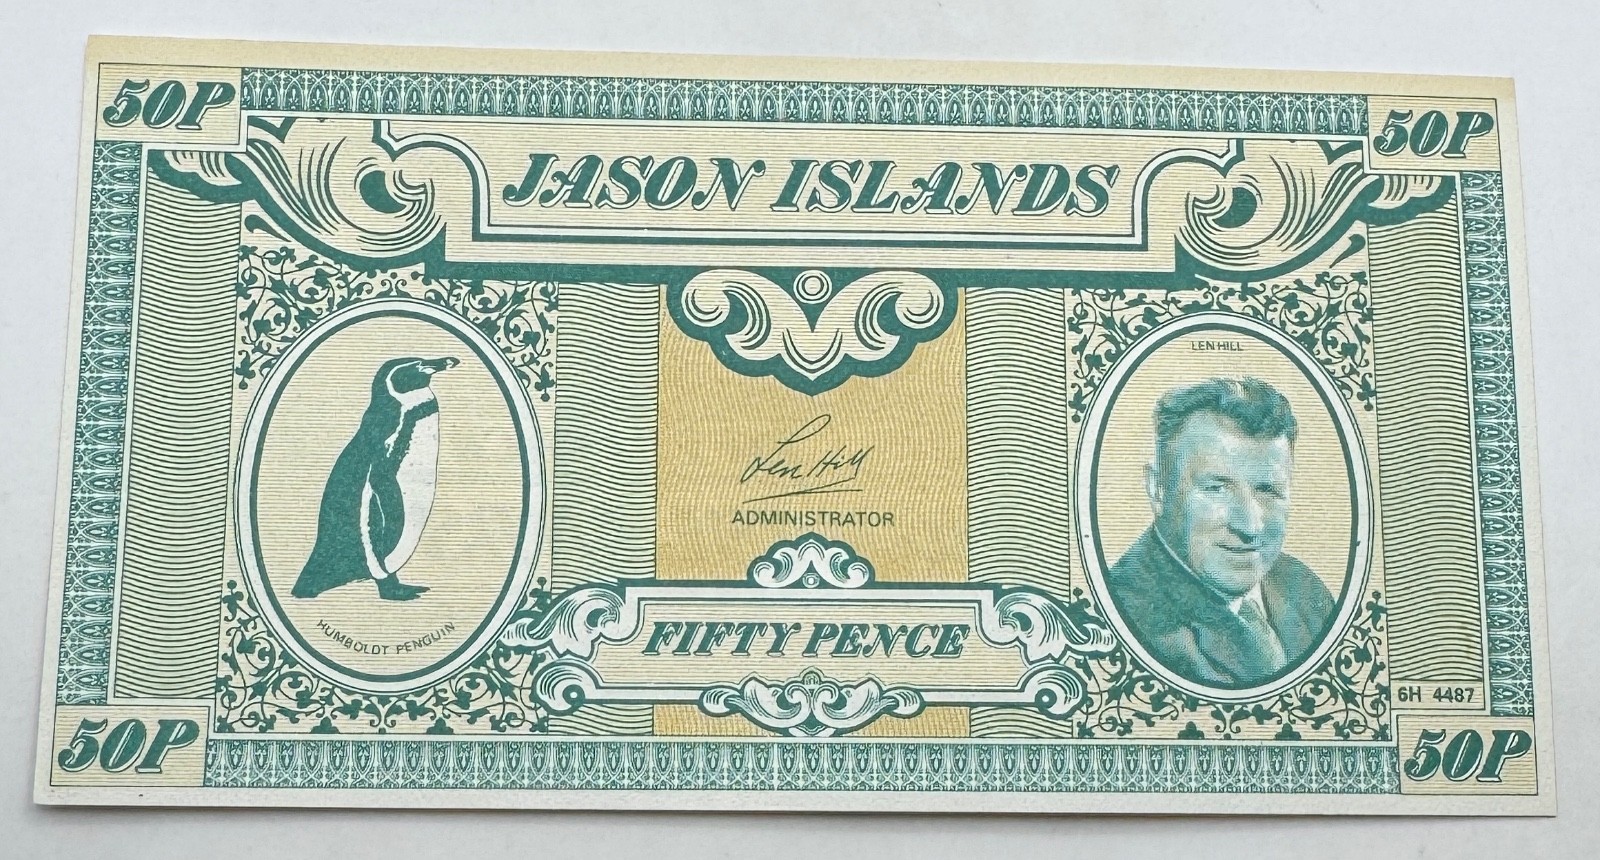 50P
50P
JASON ISLANDS
LEN HILL
Len Hill
ADMINISTRATOR
HUMBOLDT PENGUIN
FIFTY PENCE
6H 4487
50P
50P